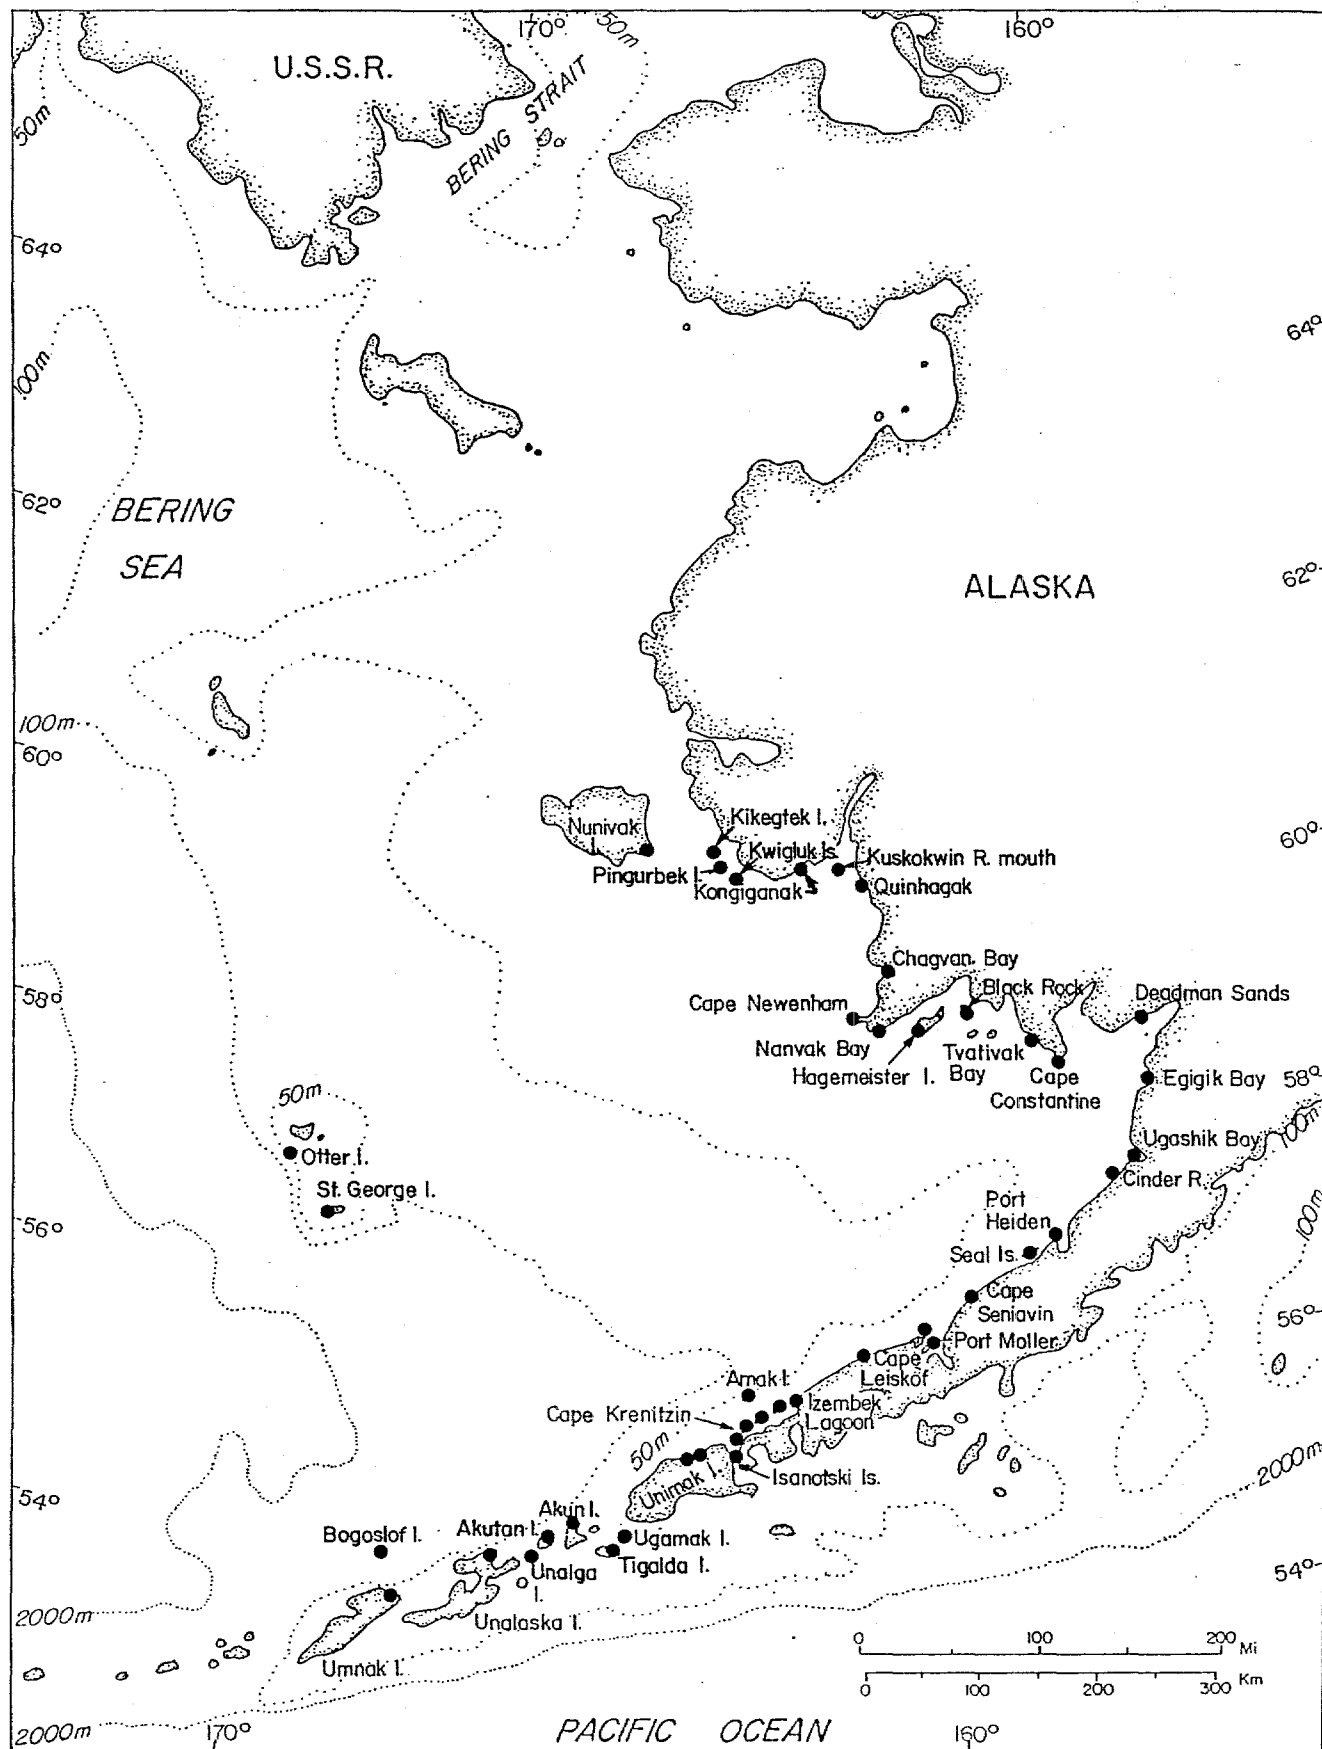 170°
50m
160°
U.S.S.R.
BERING STRAIT
50m
64°
64°
100m
62°
BERING
SEA
62°
ALASKA
100m
60°
60°
Nunivak
I.
Kikegtek I.
Pingurbek I.
Kwigluk Is.
Kongiganak
Kuskokwin R. mouth
Quinhagak
58°
Chagvan. Bay
Cape Newenham
Black Rock
Deadman Sands
Nanvak Bay
Hagemeister I.
Tvativak
Bay
Cape
Constantine
Egigik Bay
58°
50m
Otter I.
St. George I.
Ugashik Bay
100m
Cinder R.
56°
Port
Heiden
Seal Is.
100m
Cape
Seniavin
56°
Port Moller
Cape
Leiskof
Amak I.
Izembek
Lagoon
Cape Krenitzin
50m
Unimak I.
Isanotski Is.
2000m
54°
Akun I.
Akutan I.
Bogoslof I.
Ugamak I.
Tigalda I.
Unalga
I.
54°
2000m
Unalaska I.
Umnak I.
0 100 200 Mi
0 100 200 300 Km
2000m
170°
PACIFIC OCEAN
160°